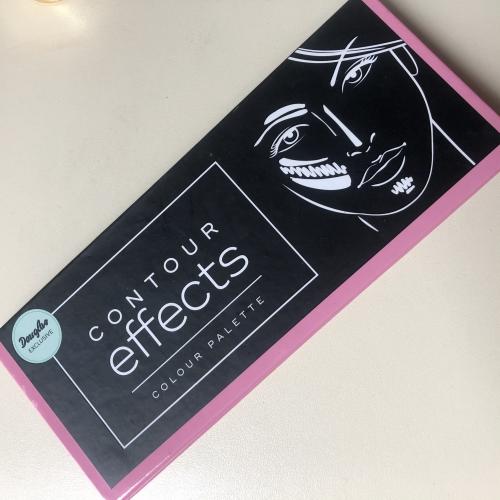 CONTOUR
effects
COLOUR PALETTE
Douglas
EXCLUSIVE